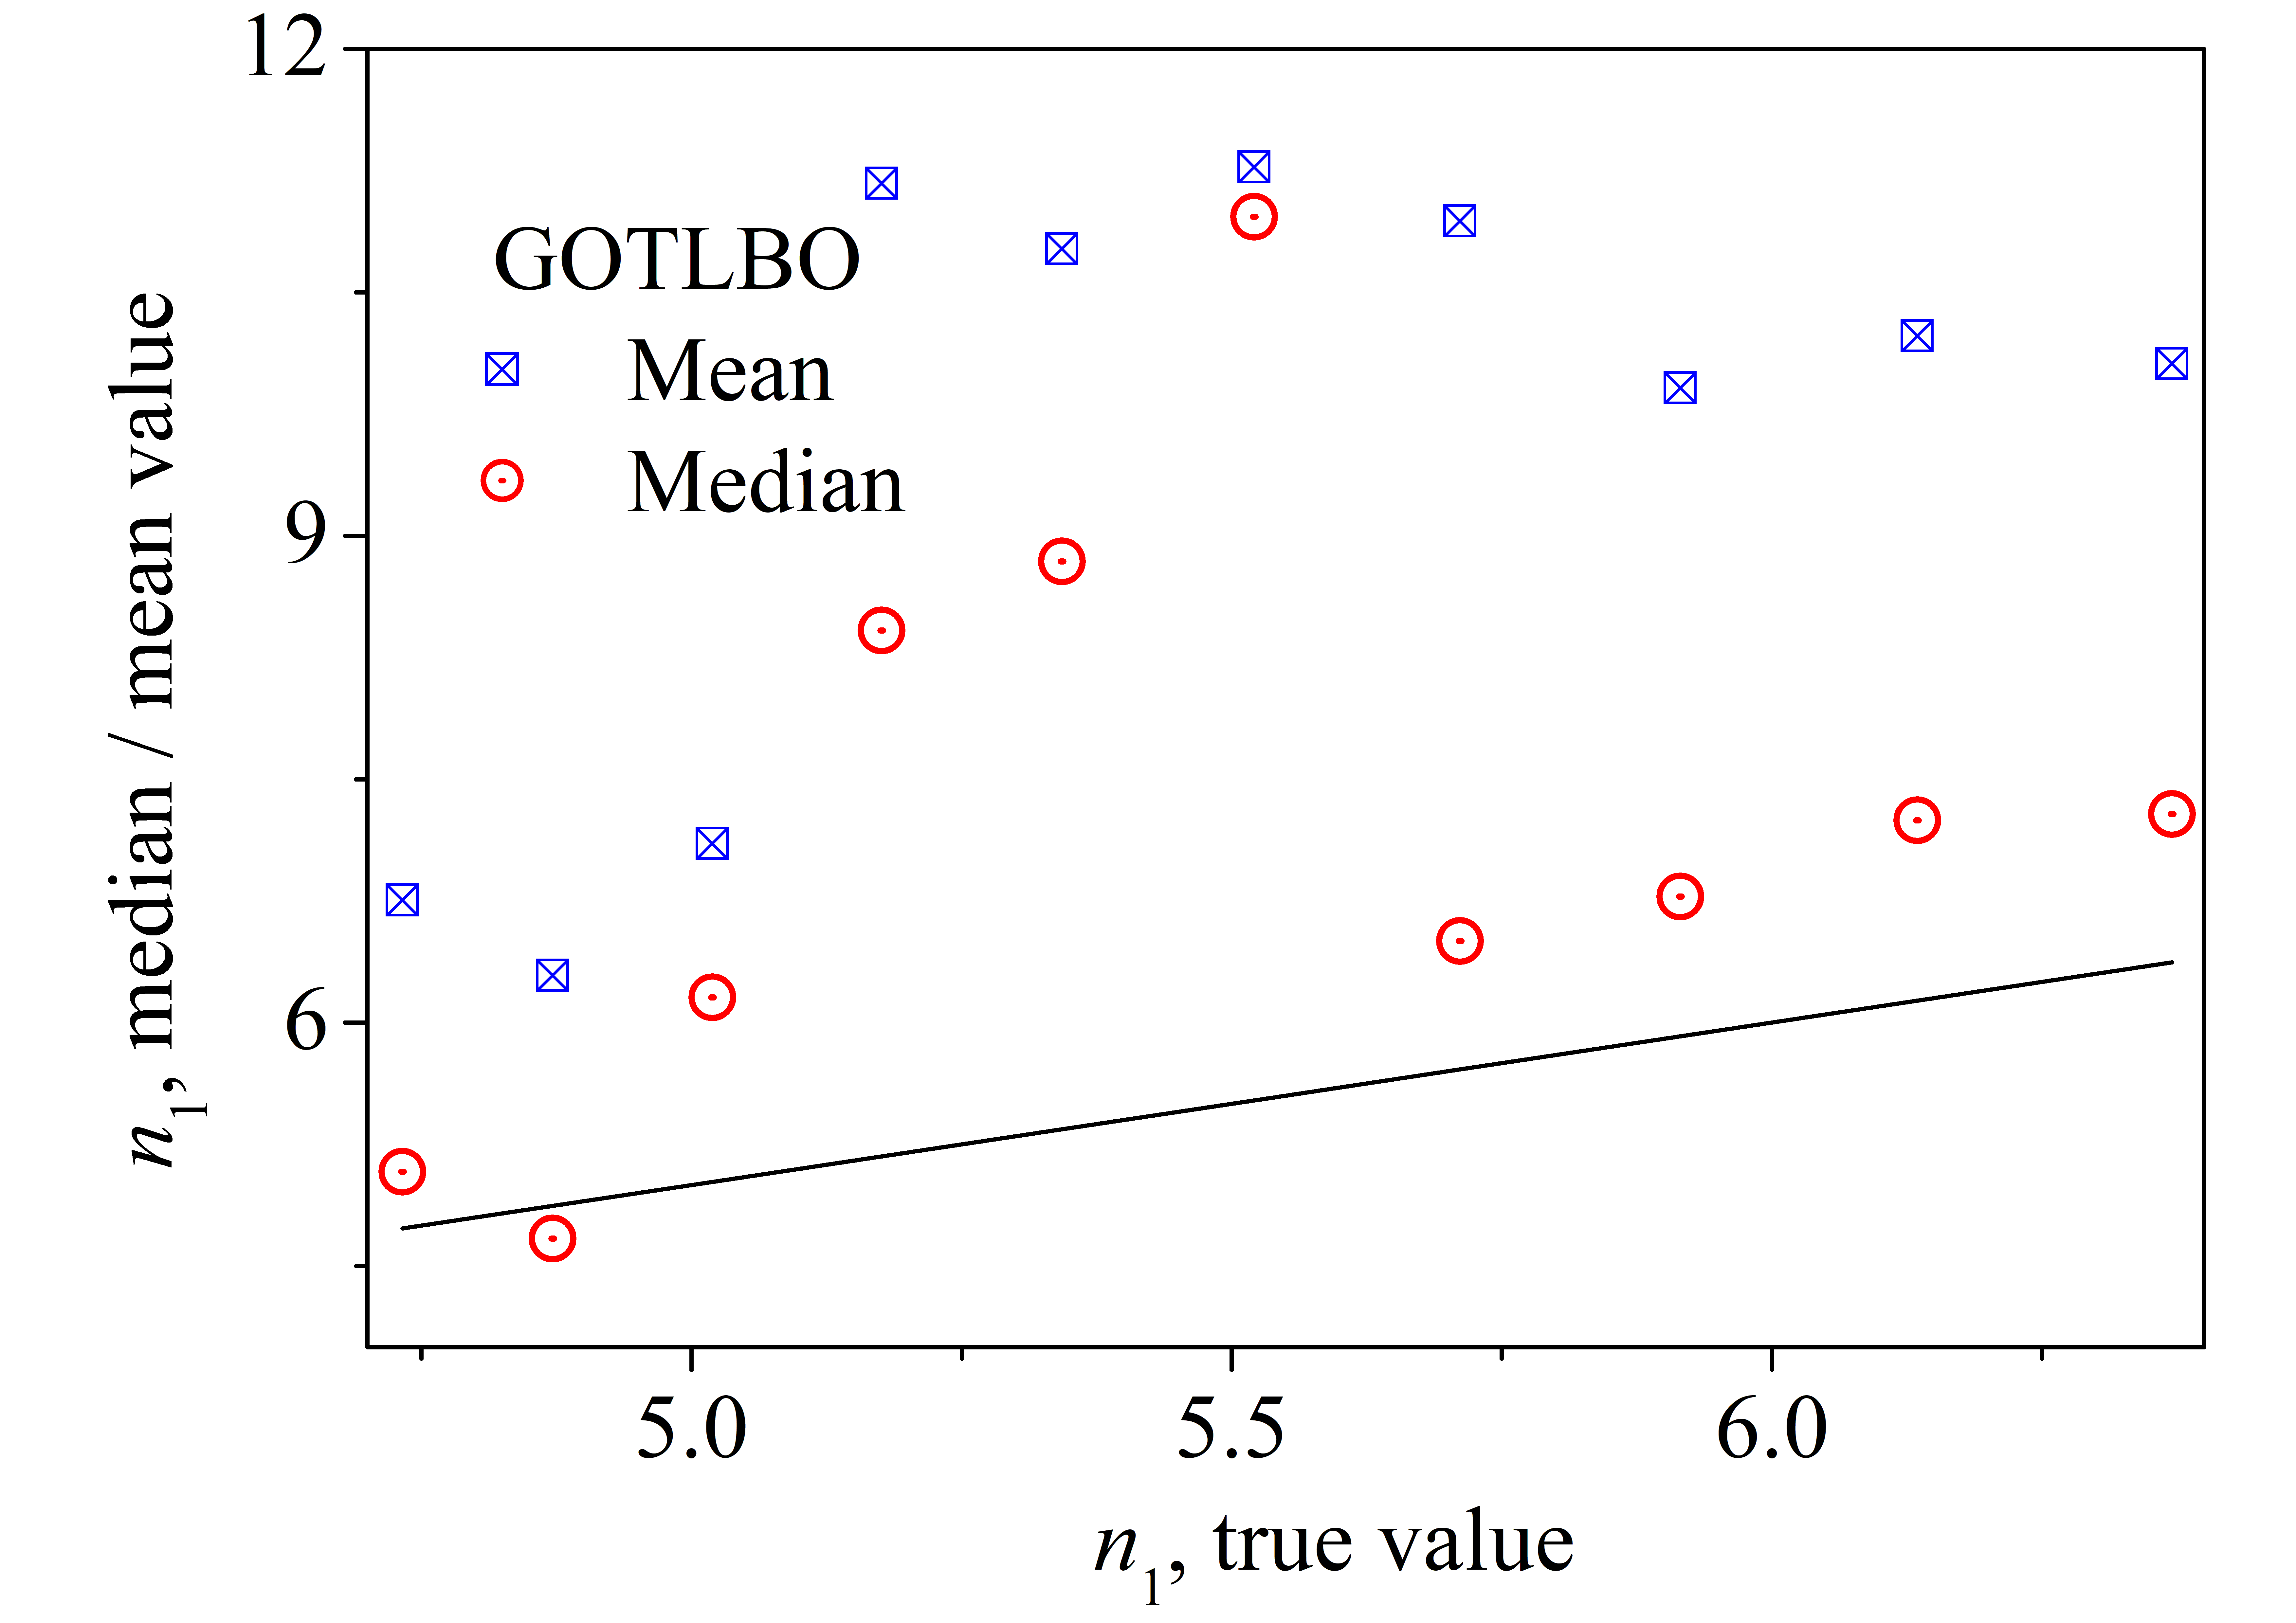 12
9
6
n₁, median / mean value
GOTLBO
Mean
Median
5.0 5.5 6.0
n₁, true value